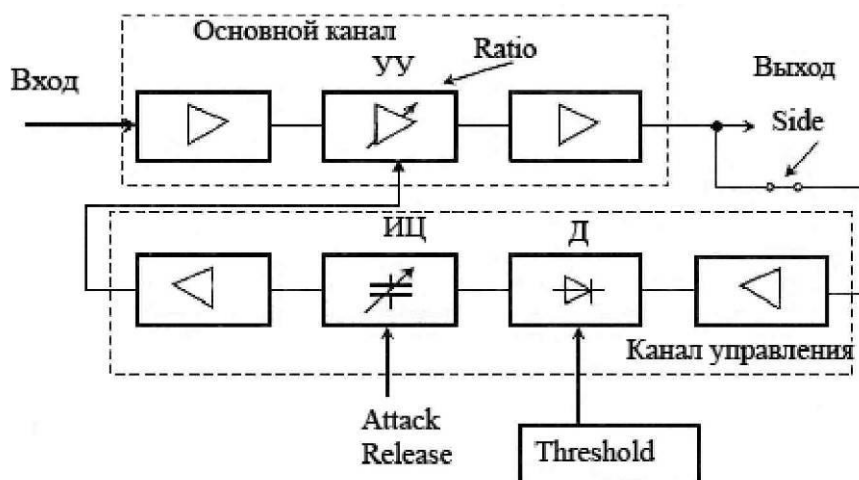 Основной канал
УУ
Ratio
Вход
Выход
Side
ИЦ
Д
Канал управления
Attack
Release
Threshold